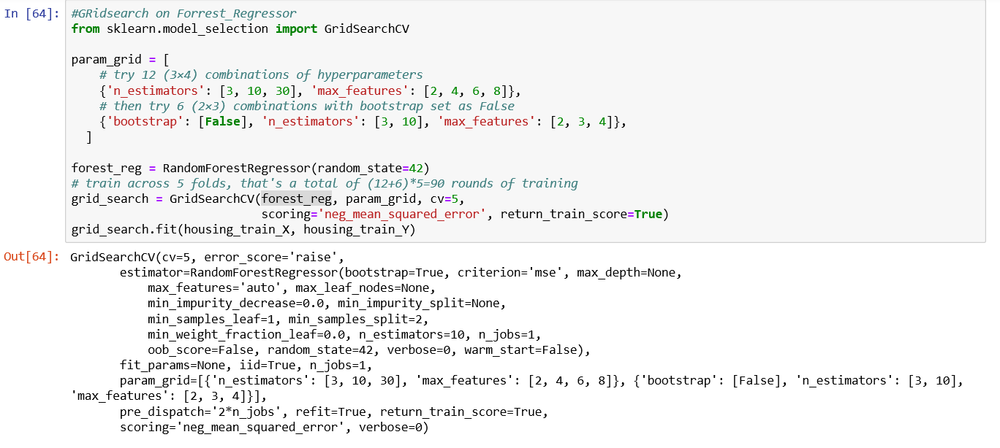 In [64]: #GRidsearch on Forrest_Regressor
from sklearn.model_selection import GridSearchCV
param_grid = [
# try 12 (3×4) combinations of hyperparameters
{'n_estimators': [3, 10, 30], 'max_features': [2, 4, 6, 8]},
# then try 6 (2×3) combinations with bootstrap set as False
{'bootstrap': [False], 'n_estimators': [3, 10], 'max_features': [2, 3, 4]},
]
forest_reg = RandomForestRegressor(random_state=42)
# train across 5 folds, that's a total of (12+6)*5=90 rounds of training
grid_search = GridSearchCV(forest_reg, param_grid, cv=5,
scoring='neg_mean_squared_error', return_train_score=True)
grid_search.fit(housing_train_X, housing_train_Y)
Out[64]: GridSearchCV(cv=5, error_score='raise',
estimator=RandomForestRegressor(bootstrap=True, criterion='mse', max_depth=None,
max_features='auto', max_leaf_nodes=None,
min_impurity_decrease=0.0, min_impurity_split=None,
min_samples_leaf=1, min_samples_split=2,
min_weight_fraction_leaf=0.0, n_estimators=10, n_jobs=1,
oob_score=False, random_state=42, verbose=0, warm_start=False),
fit_params=None, iid=True, n_jobs=1,
param_grid=[{'n_estimators': [3, 10, 30], 'max_features': [2, 4, 6, 8]}, {'bootstrap': [False], 'n_estimators': [3, 10],
'max_features': [2, 3, 4]}],
pre_dispatch='2*n_jobs', refit=True, return_train_score=True,
scoring='neg_mean_squared_error', verbose=0)